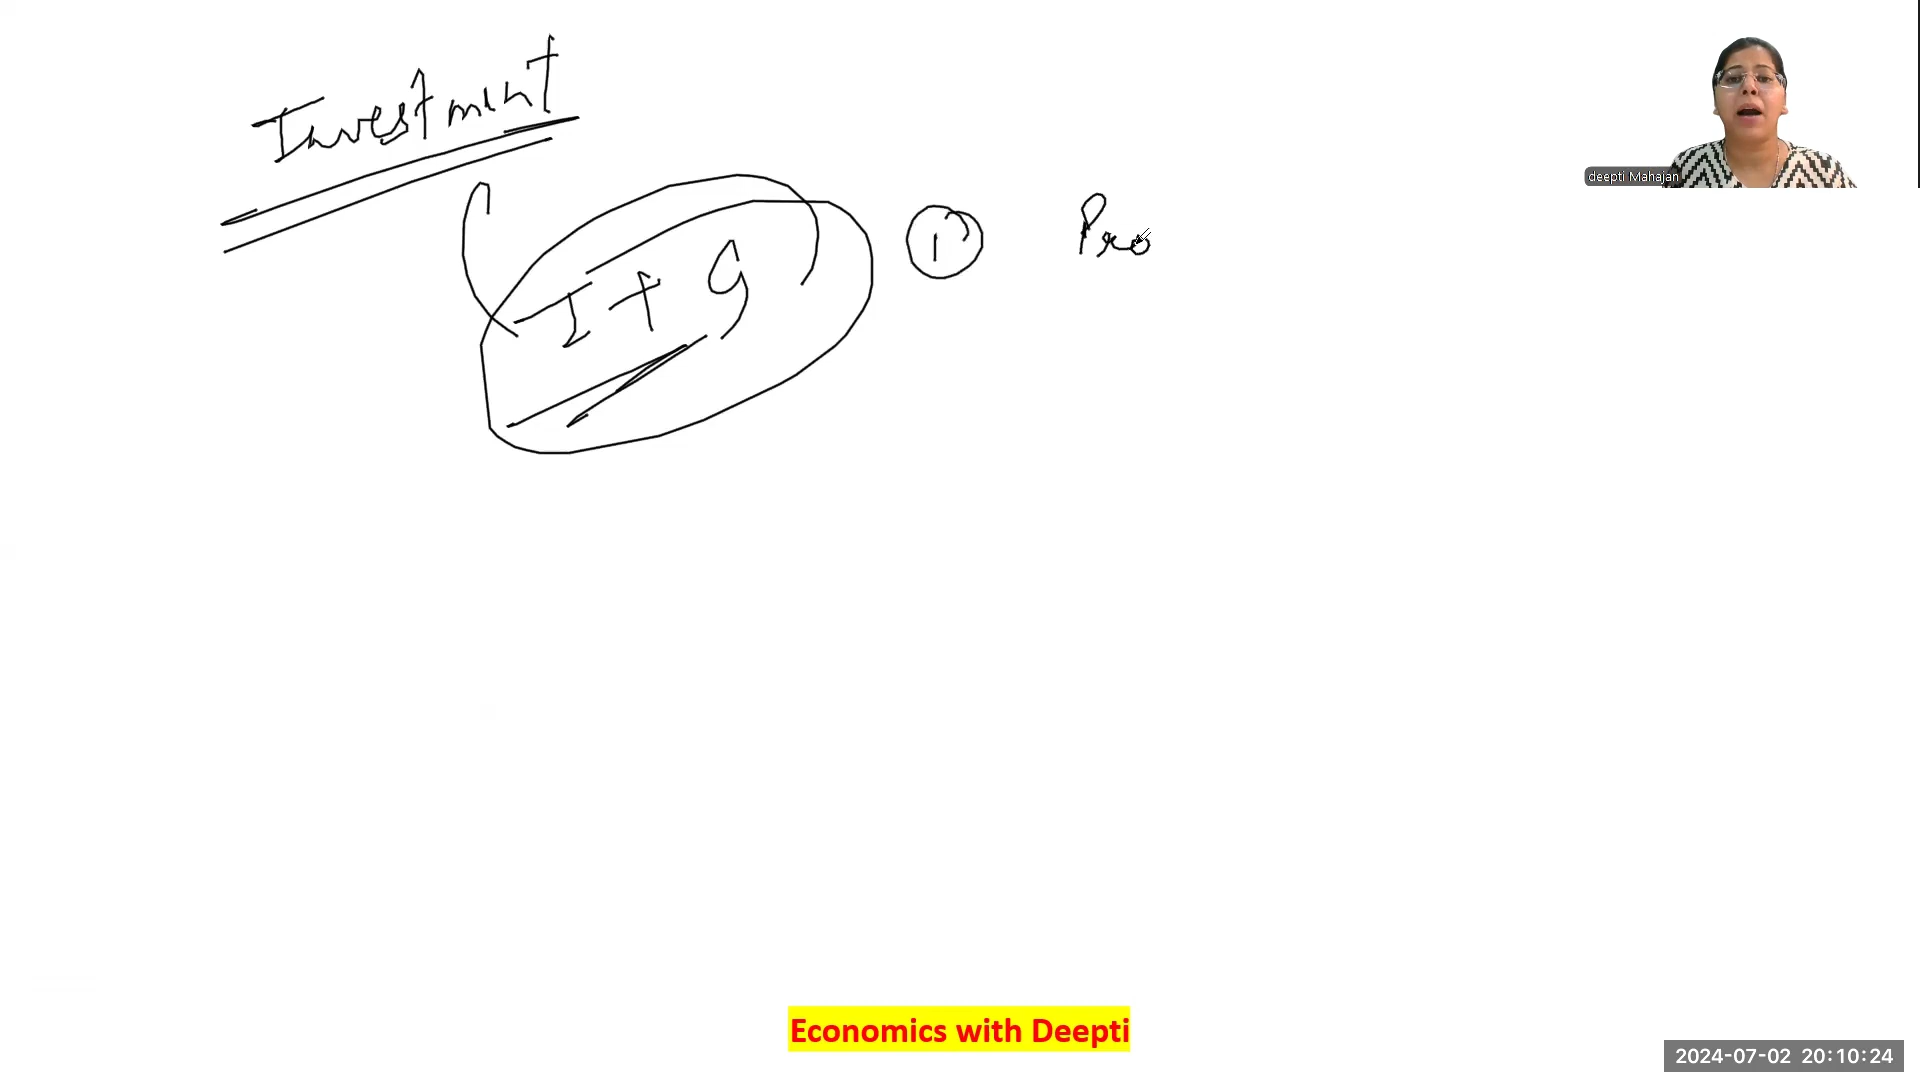 Investment
I + G
1 Pro
deepti Mahajan
Economics with Deepti
2024-07-02 20:10:24